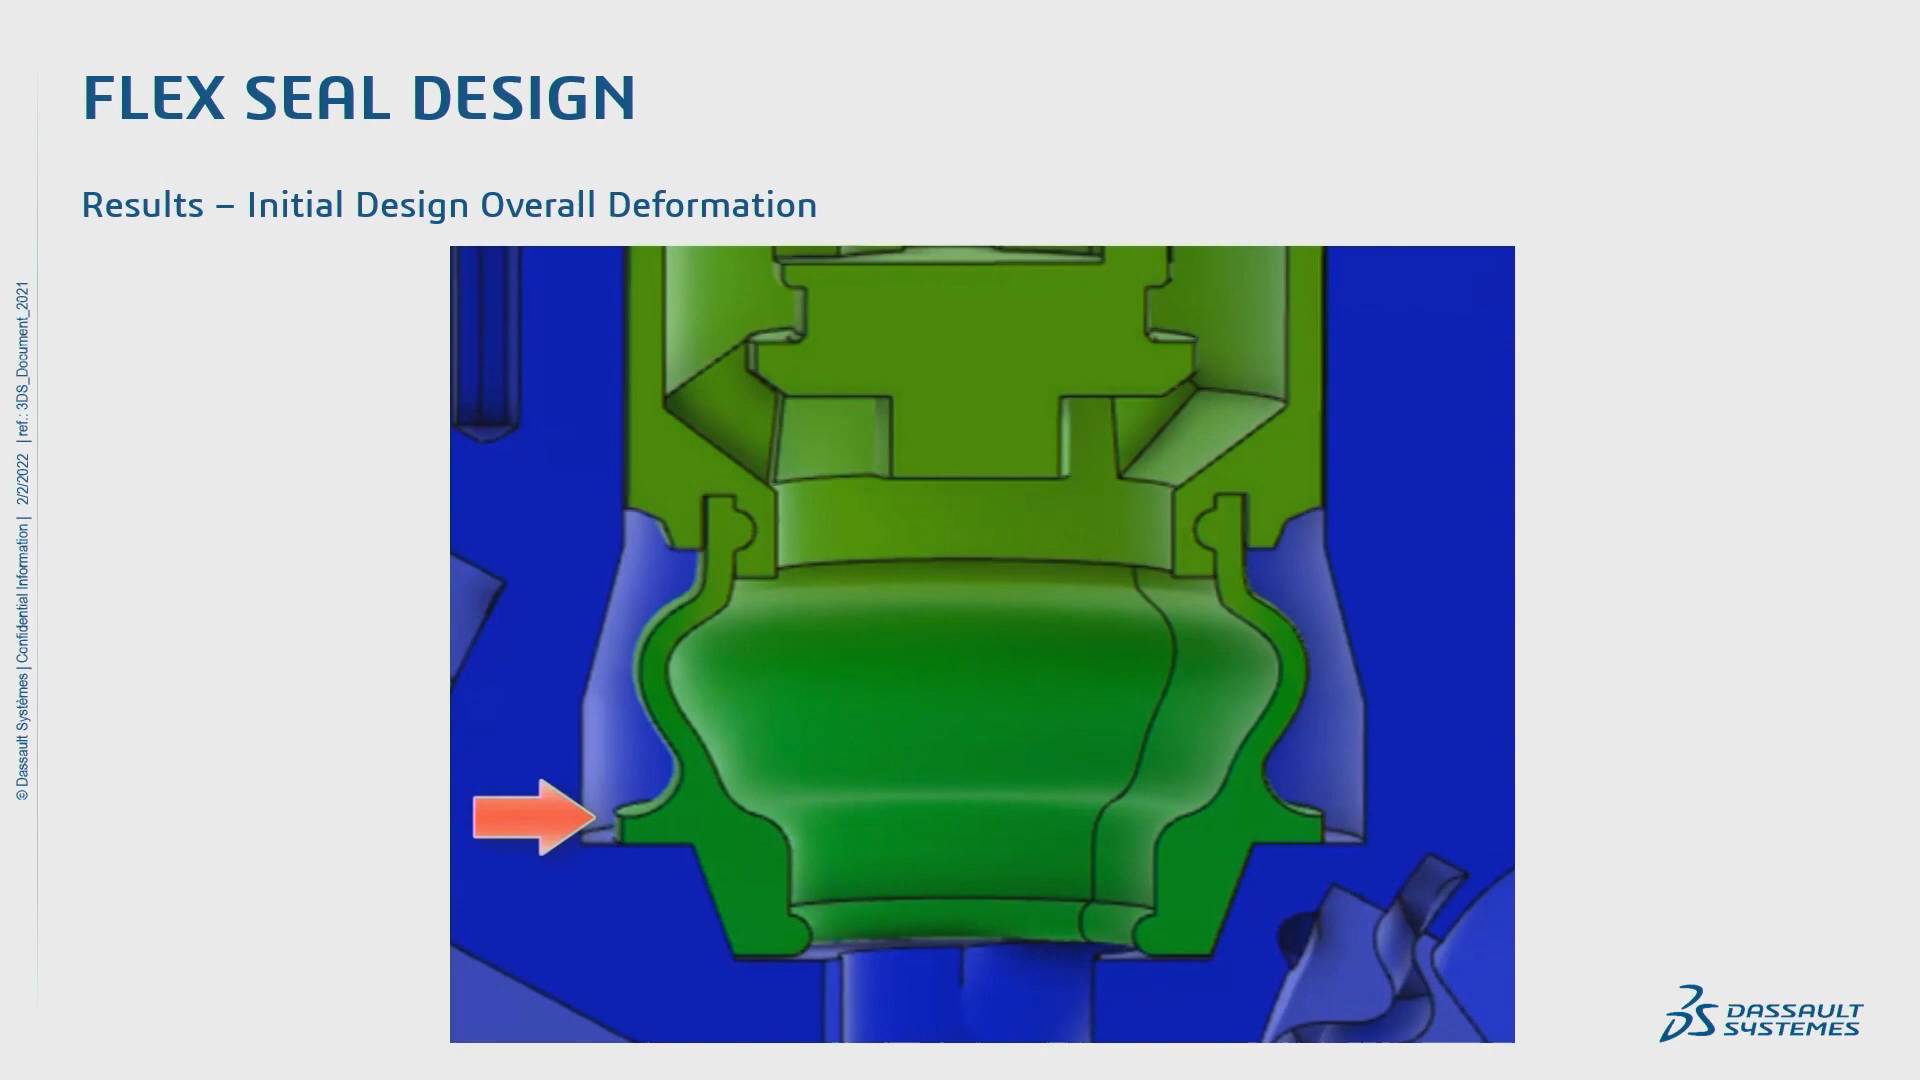 FLEX SEAL DESIGN
Results – Initial Design Overall Deformation
© Dassault Systèmes | Confidential Information | 2/2/2022 | ref.: 3DS_Document_2021
3DS DASSAULT
SYSTEMES